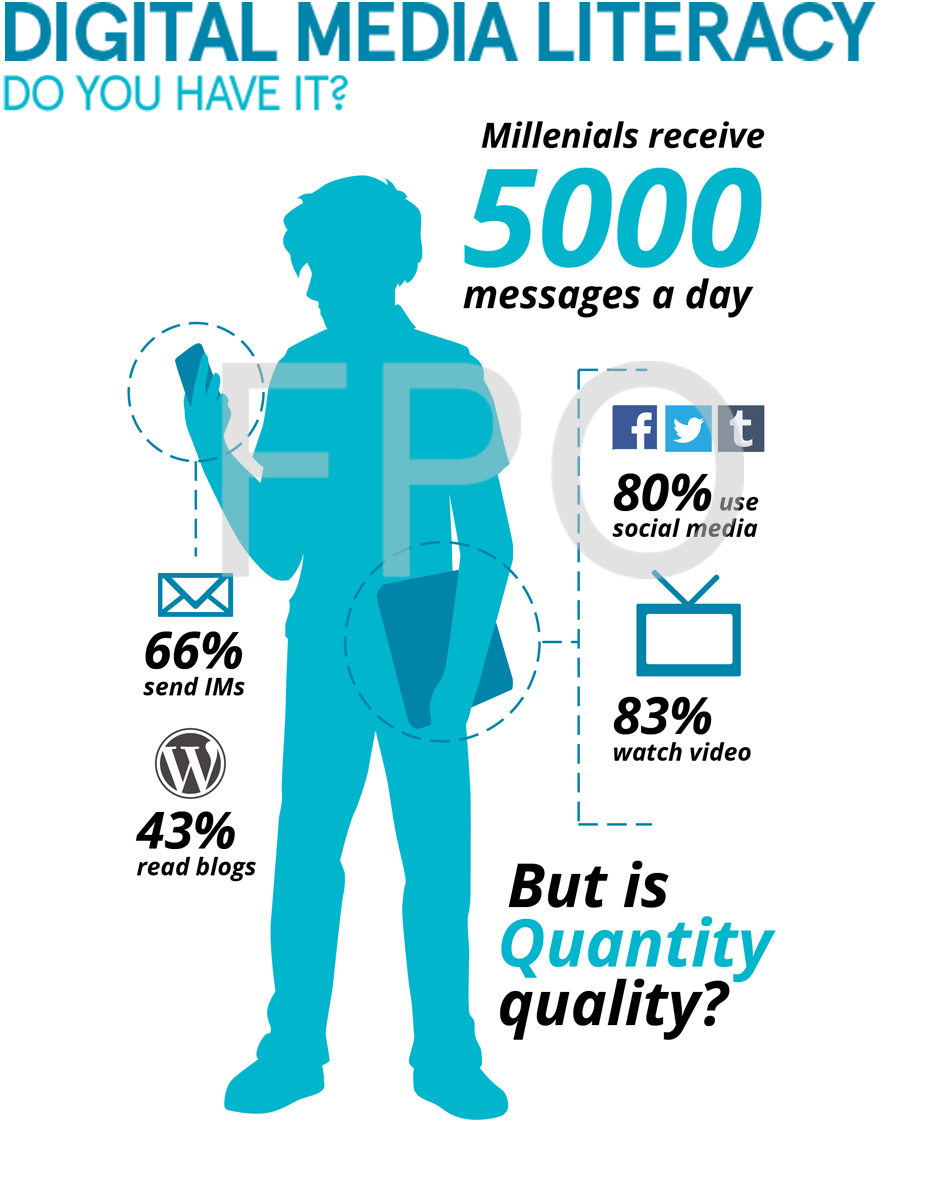 DIGITAL MEDIA LITERACY
DO YOU HAVE IT?
Millenials receive
5000
messages a day
FPO
80% use
social media
66%
send IMs
83%
watch video
43%
read blogs
But is
Quantity
quality?